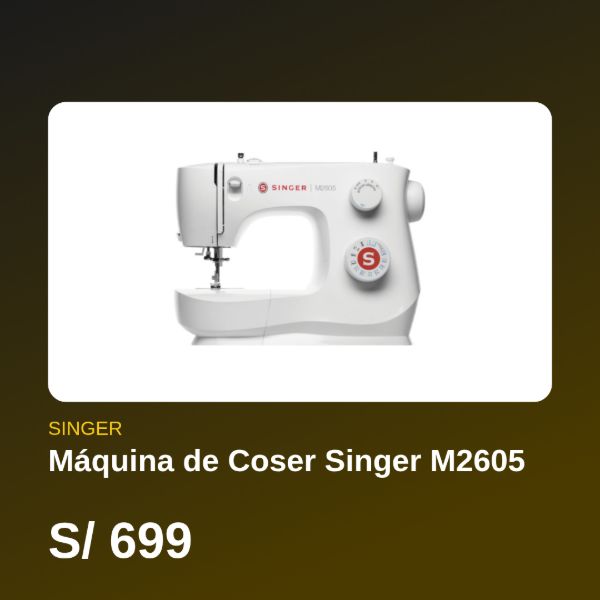 SINGER | M2605
S
SINGER
Máquina de Coser Singer M2605
S/ 699